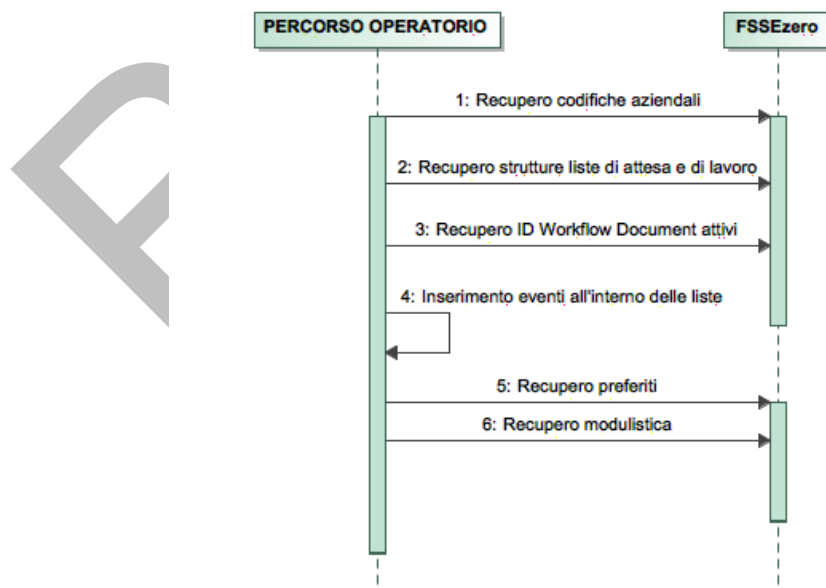 PERCORSO OPERATORIO
FSSEzero
1: Recupero codifiche aziendali
2: Recupero strutture liste di attesa e di lavoro
3: Recupero ID Workflow Document attivi
4: Inserimento eventi all'interno delle liste
5: Recupero preferiti
6: Recupero modulistica